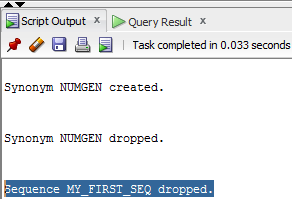 Script Output x Query Result x
Task completed in 0.033 seconds
Synonym NUMGEN created.
Synonym NUMGEN dropped.
Sequence MY_FIRST_SEQ dropped.